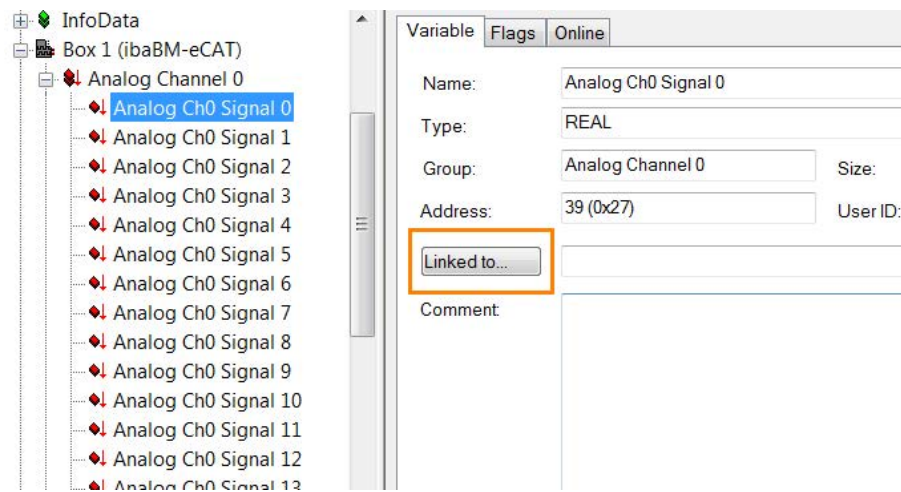 InfoData
Box 1 (ibaBM-eCAT)
Analog Channel 0
Analog Ch0 Signal 0
Analog Ch0 Signal 1
Analog Ch0 Signal 2
Analog Ch0 Signal 3
Analog Ch0 Signal 4
Analog Ch0 Signal 5
Analog Ch0 Signal 6
Analog Ch0 Signal 7
Analog Ch0 Signal 8
Analog Ch0 Signal 9
Analog Ch0 Signal 10
Analog Ch0 Signal 11
Analog Ch0 Signal 12
Analog Ch0 Signal 13
Variable Flags Online
Name: Analog Ch0 Signal 0
Type: REAL
Group: Analog Channel 0 Size:
Address: 39 (0x27) User ID:
Linked to...
Comment: